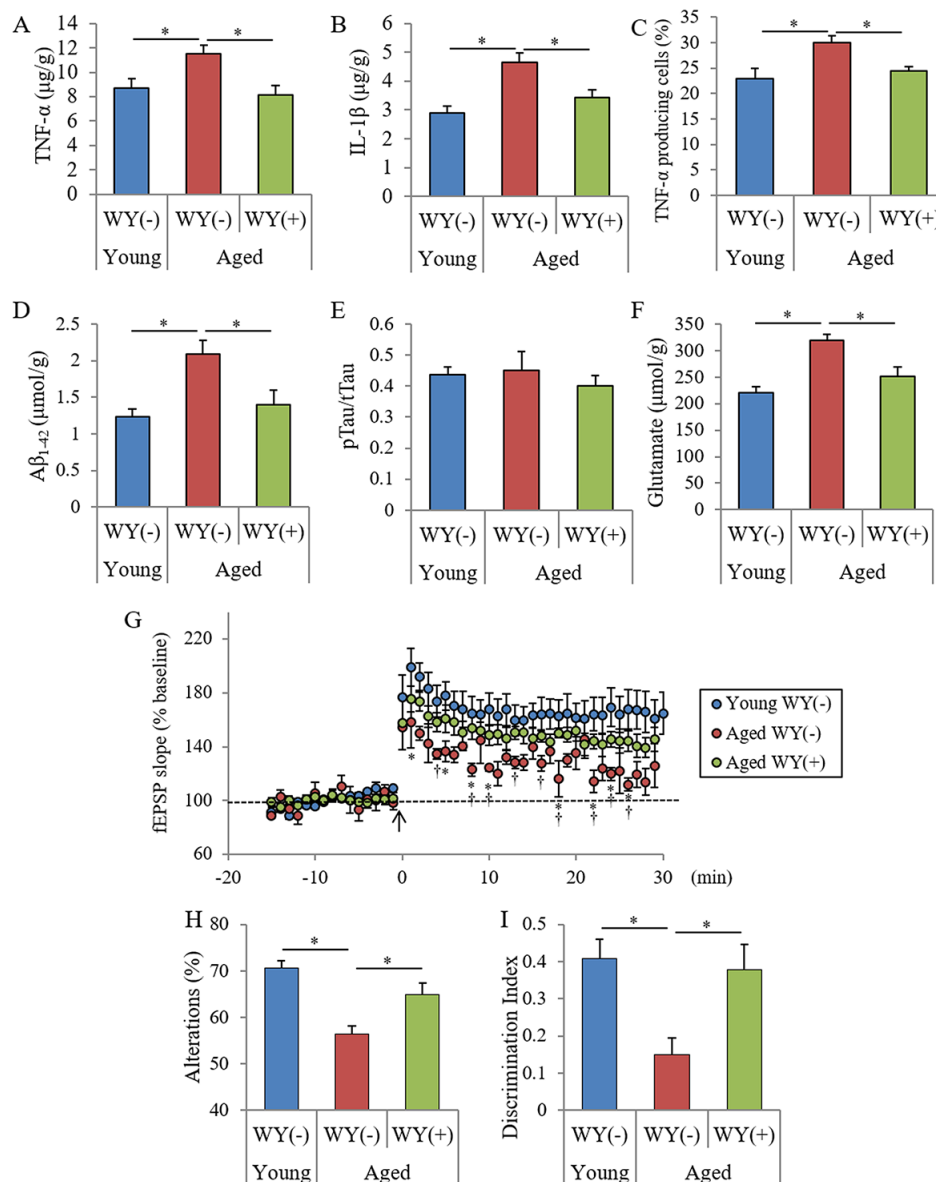 A
TNF-α (μg/g)
14
12
10
8
6
4
2
0
*
*
WY(-)
WY(-)
WY(+)
Young
Aged
B
IL-1β (μg/g)
6
5
4
3
2
1
0
*
*
WY(-)
WY(-)
WY(+)
Young
Aged
C
TNF-α producing cells (%)
35
30
25
20
15
10
5
0
*
*
WY(-)
WY(-)
WY(+)
Young
Aged
D
Aβ1-42 (μmol/g)
2.5
2
1.5
1
0.5
0
*
*
WY(-)
WY(-)
WY(+)
Young
Aged
E
pTau/tTau
0.6
0.5
0.4
0.3
0.2
0.1
0
WY(-)
WY(-)
WY(+)
Young
Aged
F
Glutamate (μmol/g)
350
300
250
200
150
100
50
0
*
*
WY(-)
WY(-)
WY(+)
Young
Aged
G
fEPSP slope (% baseline)
220
180
140
100
60
* † * * † * † † † * † * † * † * †
-20
-10
0
10
20
30
(min)
Young WY(-)
Aged WY(-)
Aged WY(+)
H
Alterations (%)
80
70
60
50
40
*
*
WY(-)
WY(-)
WY(+)
Young
Aged
I
Discrimination Index
0.5
0.4
0.3
0.2
0.1
0
*
*
WY(-)
WY(-)
WY(+)
Young
Aged